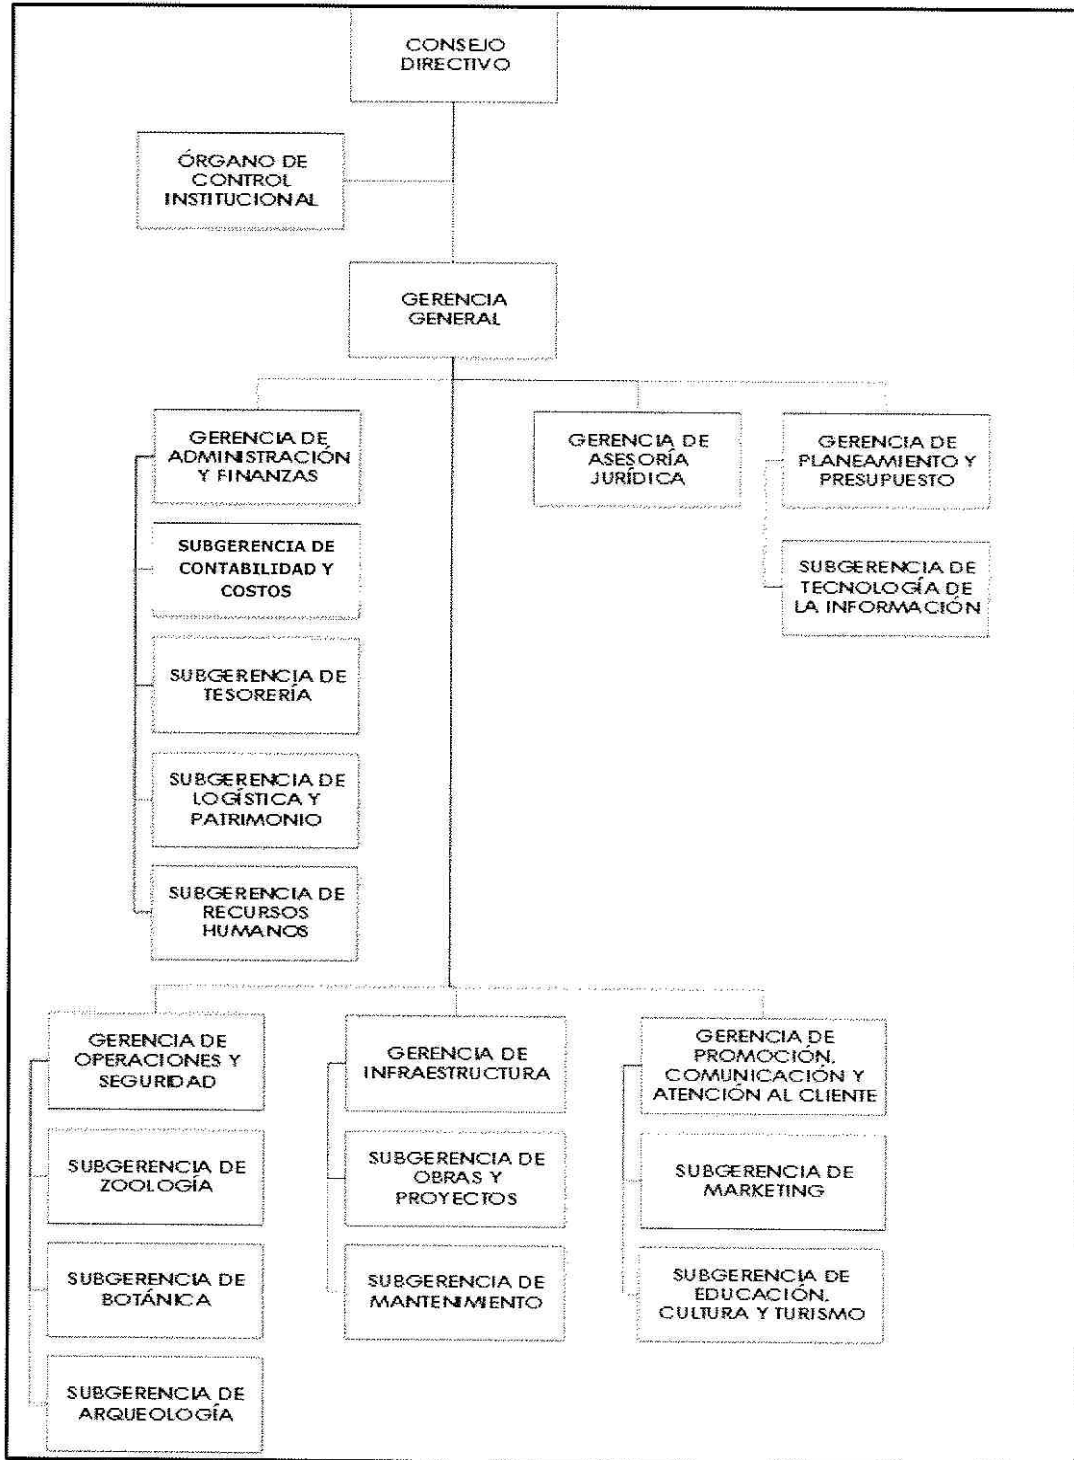 CONSEJO
DIRECTIVO
ÓRGANO DE
CONTROL
INSTITUCIONAL
GERENCIA
GENERAL
GERENCIA DE
ADMINISTRACIÓN
Y FINANZAS
SUBGERENCIA DE
CONTABILIDAD Y
COSTOS
SUBGERENCIA DE
TESORERÍA
SUBGERENCIA DE
LOGÍSTICA Y
PATRIMONIO
SUBGERENCIA DE
RECURSOS
HUMANOS
GERENCIA DE
ASESORÍA
JURÍDICA
GERENCIA DE
PLANEAMIENTO Y
PRESUPUESTO
SUBGERENCIA DE
TECNOLOGÍA DE
LA INFORMACIÓN
GERENCIA DE
OPERACIONES Y
SEGURIDAD
SUBGERENCIA DE
ZOOLOGÍA
SUBGERENCIA DE
BOTÁNICA
SUBGERENCIA DE
ARQUEOLOGÍA
GERENCIA DE
INFRAESTRUCTURA
SUBGERENCIA DE
OBRAS Y
PROYECTOS
SUBGERENCIA DE
MANTENIMIENTO
GERENCIA DE
PROMOCIÓN,
COMUNICACIÓN Y
ATENCIÓN AL CLIENTE
SUBGERENCIA DE
MARKETING
SUBGERENCIA DE
EDUCACIÓN,
CULTURA Y TURISMO